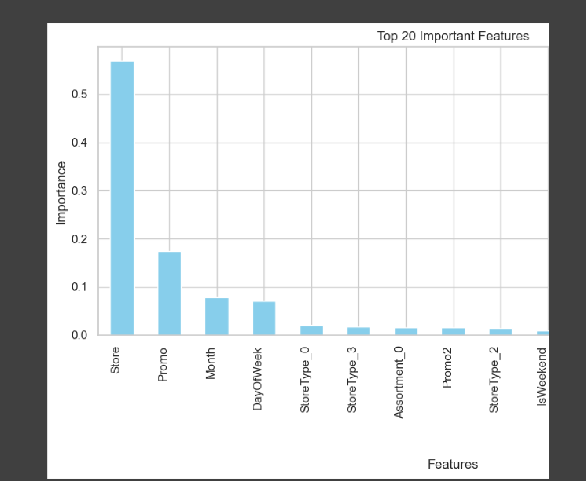 Top 20 Important Features
Importance
0.5
0.4
0.3
0.2
0.1
0.0
Store
Promo
Month
DayOfWeek
StoreType_0
StoreType_3
Assortment_0
Promo2
StoreType_2
IsWeekend
Features